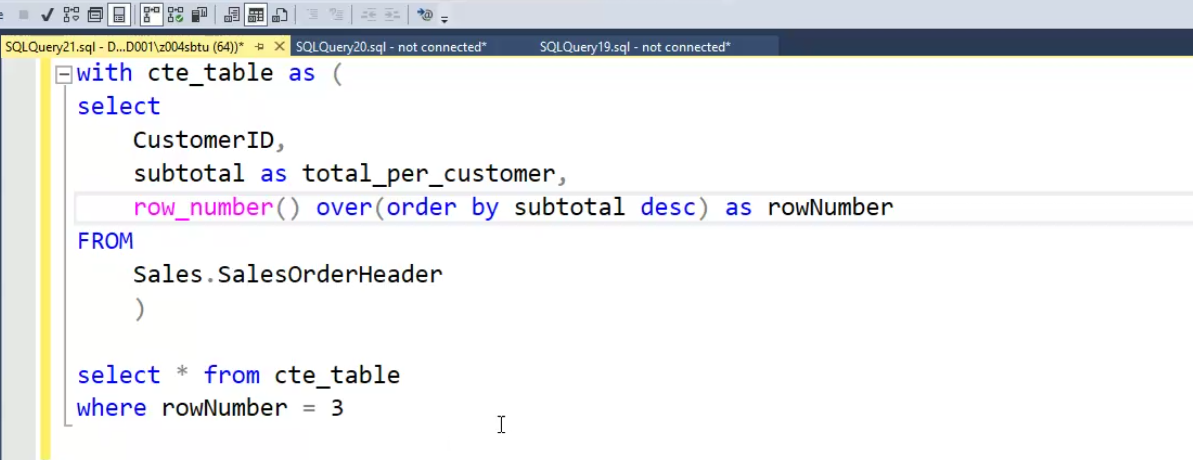 SQLQuery21.sql - D...D001\z004sbtu (64))* SQLQuery20.sql - not connected* SQLQuery19.sql - not connected*
with cte_table as (
select
CustomerID,
subtotal as total_per_customer,
row_number() over(order by subtotal desc) as rowNumber
FROM
Sales.SalesOrderHeader
)
select * from cte_table
where rowNumber = 3